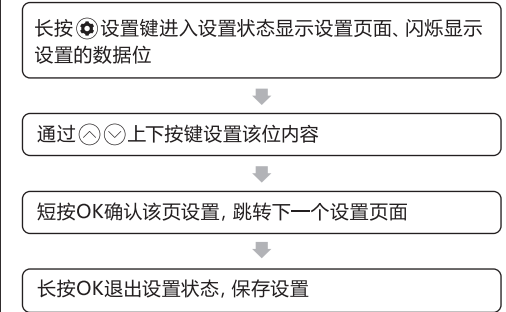 长按设置键进入设置状态显示设置页面、闪烁显示
设置的数据位
通过上下按键设置该位内容
短按OK确认该页设置, 跳转下一个设置页面
长按OK退出设置状态, 保存设置